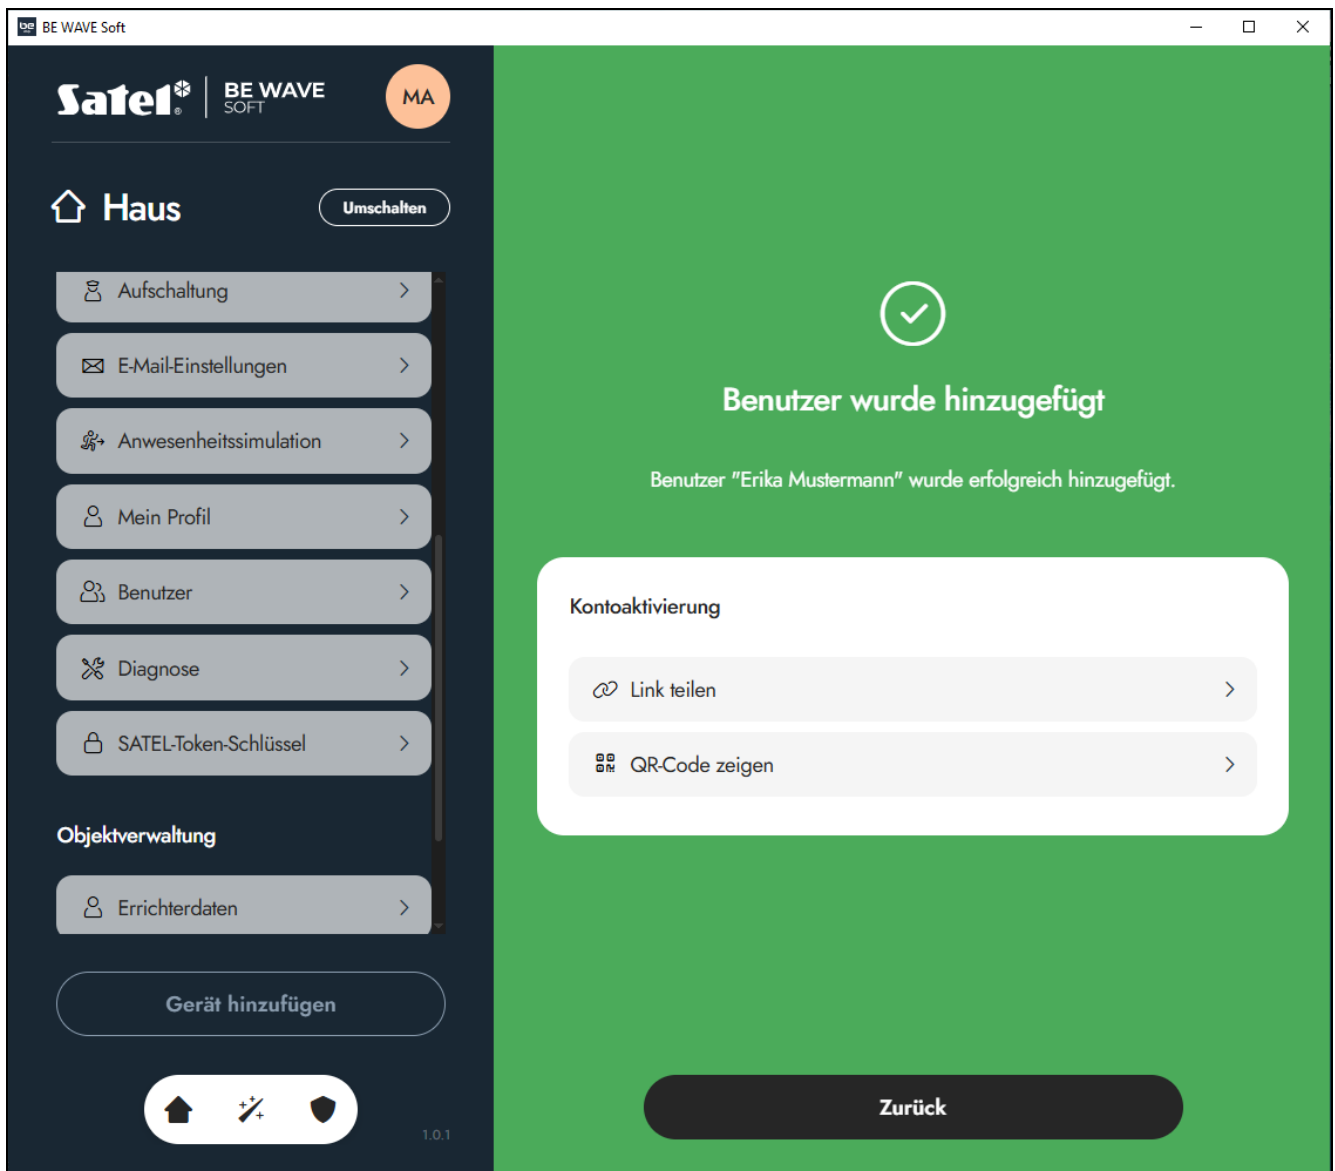 be
BE WAVE Soft
Satel®
BE WAVE
SOFT
MA
Haus
Umschalten
Aufschaltung
E-Mail-Einstellungen
Anwesenheitssimulation
Mein Profil
Benutzer
Diagnose
SATEL-Token-Schlüssel
Objektverwaltung
Errichterdaten
Gerät hinzufügen
1.0.1
Benutzer wurde hinzugefügt
Benutzer "Erika Mustermann" wurde erfolgreich hinzugefügt.
Kontoaktivierung
Link teilen
QR-Code zeigen
Zurück